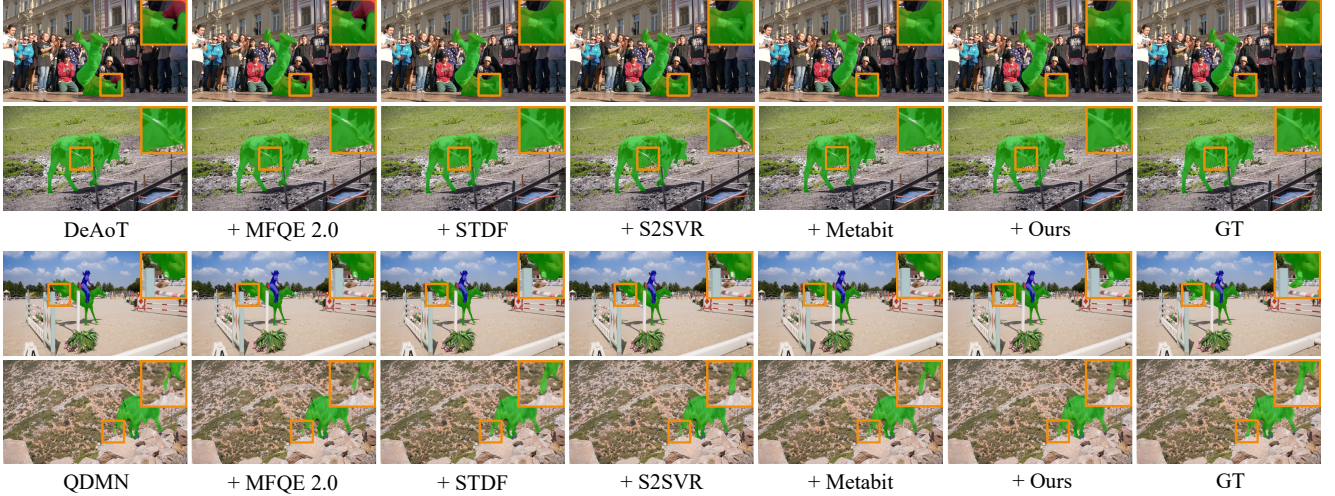 DeAoT + MFQE 2.0 + STDF + S2SVR + Metabit + Ours GT
QDMN + MFQE 2.0 + STDF + S2SVR + Metabit + Ours GT